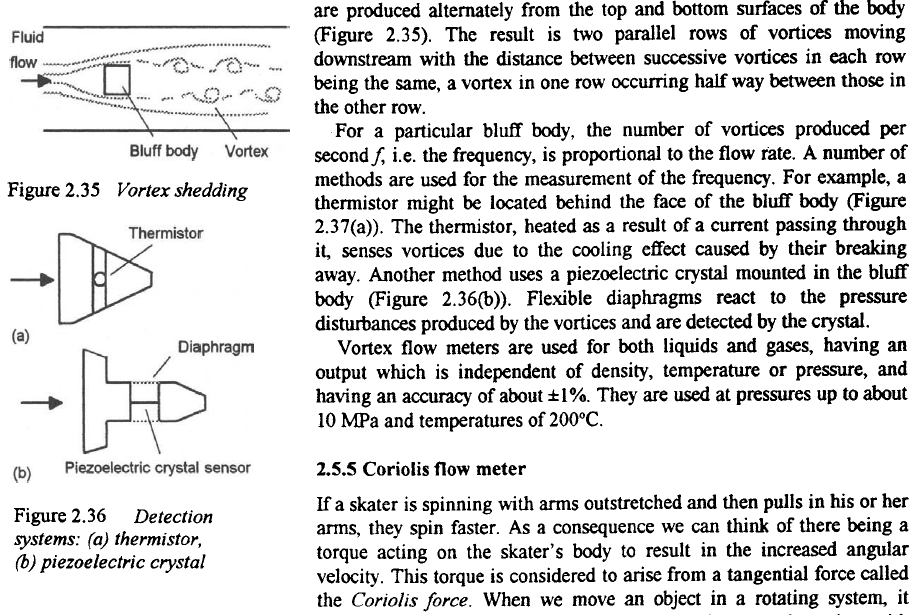 Fluid
flow
Bluff body Vortex
Figure 2.35 Vortex shedding
Thermistor
(a)
Diaphragm
Piezoelectric crystal sensor
(b)
Figure 2.36 Detection
systems: (a) thermistor,
(b) piezoelectric crystal
are produced alternately from the top and bottom surfaces of the body
(Figure 2.35). The result is two parallel rows of vortices moving
downstream with the distance between successive vortices in each row
being the same, a vortex in one row occurring half way between those in
the other row.
For a particular bluff body, the number of vortices produced per
second f, i.e. the frequency, is proportional to the flow rate. A number of
methods are used for the measurement of the frequency. For example, a
thermistor might be located behind the face of the bluff body (Figure
2.37(a)). The thermistor, heated as a result of a current passing through
it, senses vortices due to the cooling effect caused by their breaking
away. Another method uses a piezoelectric crystal mounted in the bluff
body (Figure 2.36(b)). Flexible diaphragms react to the pressure
disturbances produced by the vortices and are detected by the crystal.
Vortex flow meters are used for both liquids and gases, having an
output which is independent of density, temperature or pressure, and
having an accuracy of about ±1%. They are used at pressures up to about
10 MPa and temperatures of 200°C.
2.5.5 Coriolis flow meter
If a skater is spinning with arms outstretched and then pulls in his or her
arms, they spin faster. As a consequence we can think of there being a
torque acting on the skater's body to result in the increased angular
velocity. This torque is considered to arise from a tangential force called
the Coriolis force. When we move an object in a rotating system, it